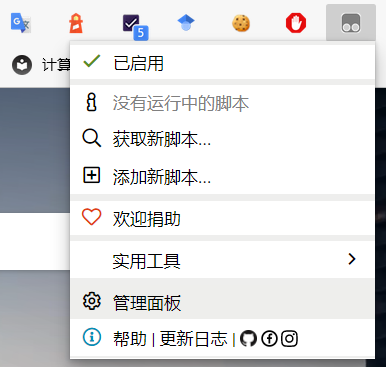 5
计算
已启用
没有运行中的脚本
获取新脚本...
添加新脚本...
欢迎捐助
实用工具
管理面板
帮助 | 更新日志 |